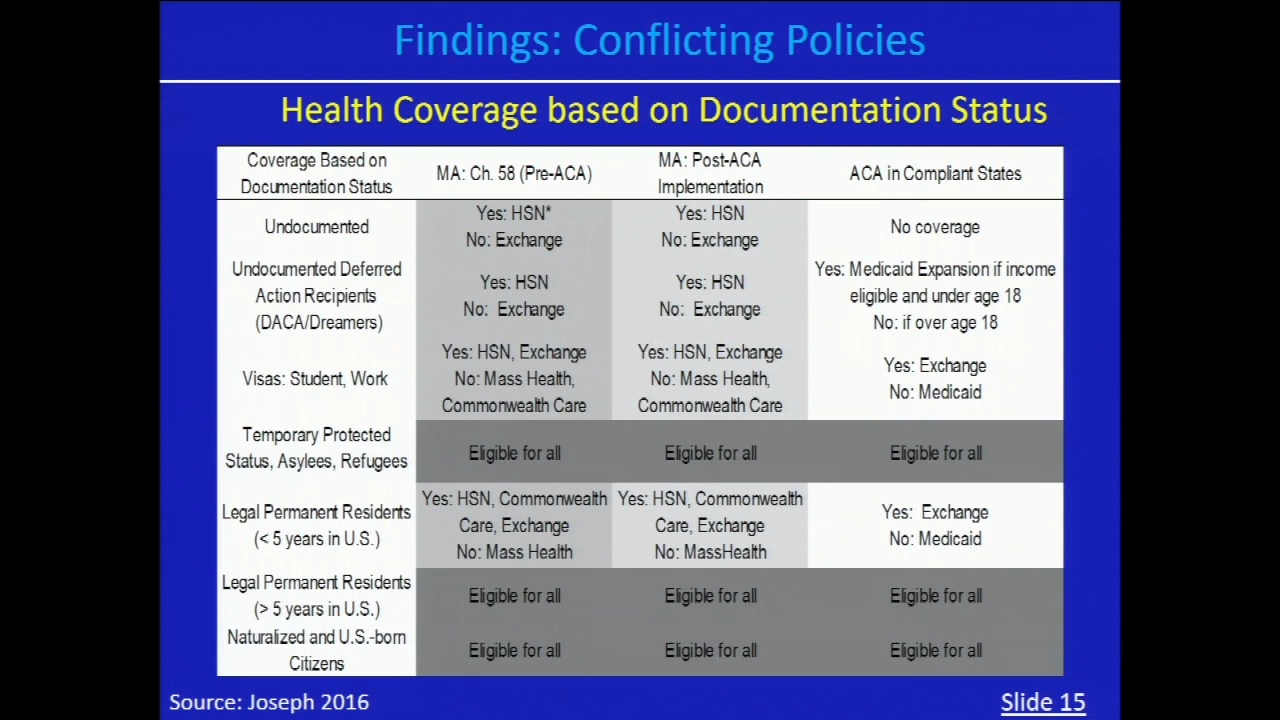 Findings: Conflicting Policies
Health Coverage based on Documentation Status
Coverage Based on
Documentation Status
MA: Ch. 58 (Pre-ACA)
MA: Post-ACA
Implementation
ACA in Compliant States
Undocumented
Yes: HSN*
No: Exchange
Yes: HSN
No: Exchange
No coverage
Undocumented Deferred
Action Recipients
(DACA/Dreamers)
Yes: HSN
No: Exchange
Yes: HSN
No: Exchange
Yes: Medicaid Expansion if income
eligible and under age 18
No: if over age 18
Visas: Student, Work
Yes: HSN, Exchange
No: Mass Health,
Commonwealth Care
Yes: HSN, Exchange
No: Mass Health,
Commonwealth Care
Yes: Exchange
No: Medicaid
Temporary Protected
Status, Asylees, Refugees
Eligible for all
Eligible for all
Eligible for all
Legal Permanent Residents
(< 5 years in U.S.)
Yes: HSN, Commonwealth
Care, Exchange
No: Mass Health
Yes: HSN, Commonwealth
Care, Exchange
No: MassHealth
Yes: Exchange
No: Medicaid
Legal Permanent Residents
(> 5 years in U.S.)
Eligible for all
Eligible for all
Eligible for all
Naturalized and U.S.-born
Citizens
Eligible for all
Eligible for all
Eligible for all
Source: Joseph 2016
Slide 15